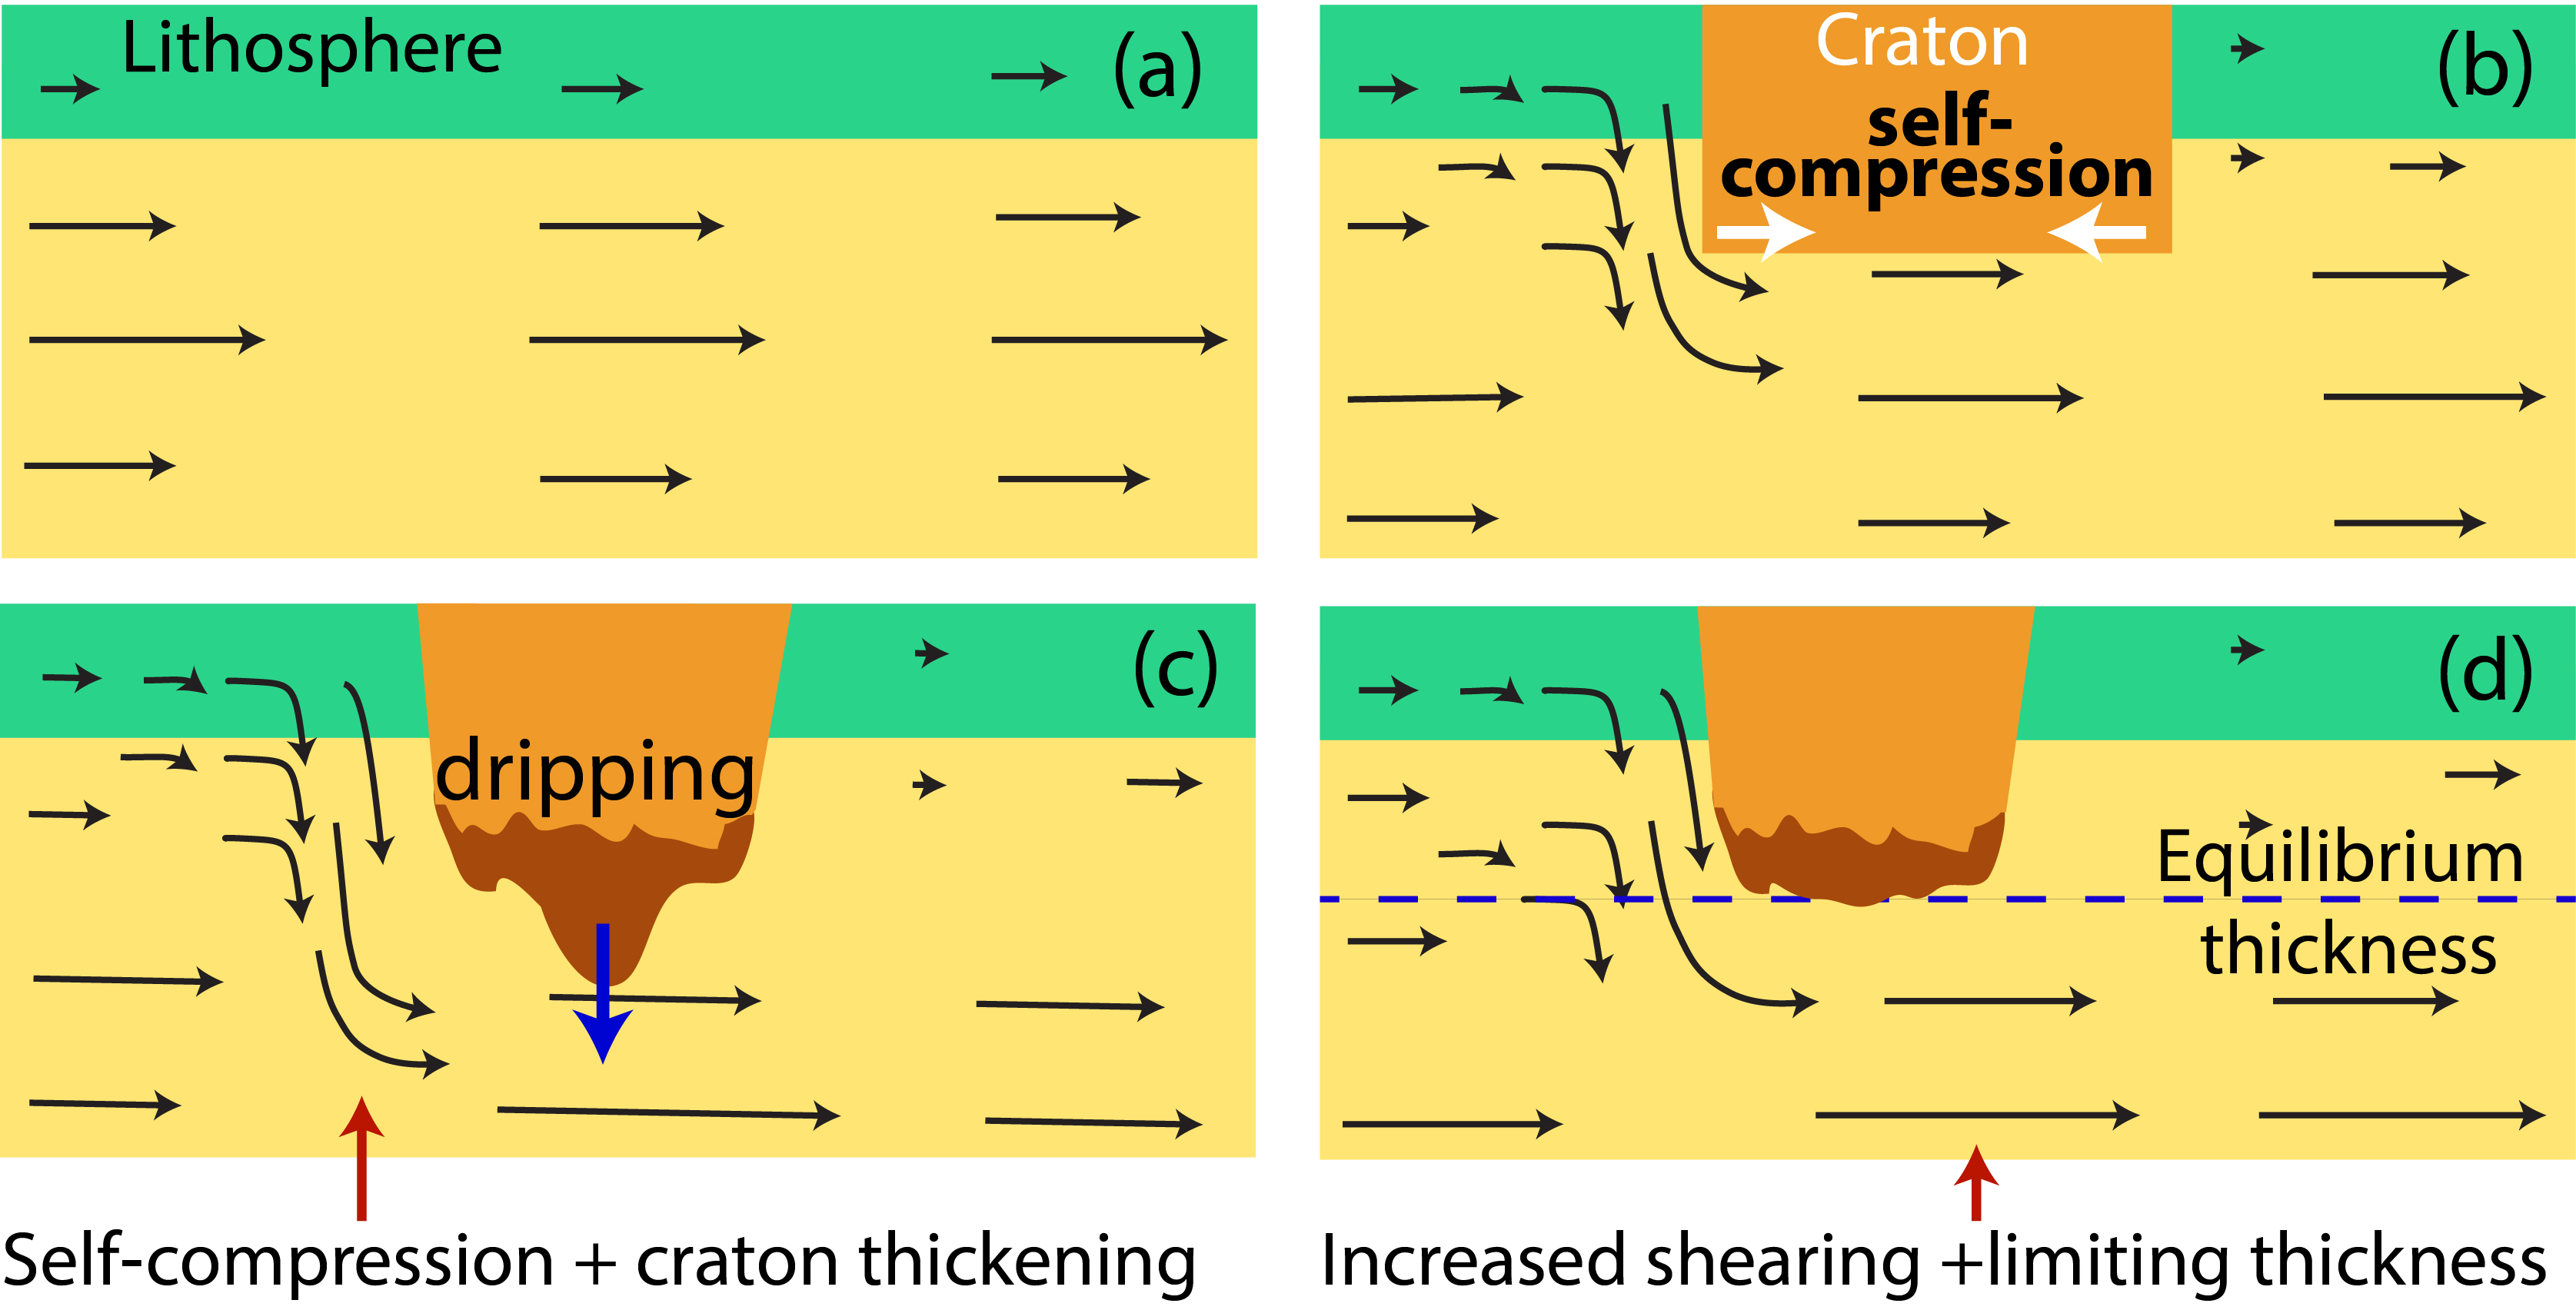 Lithosphere
(a)
Craton
self-
compression
(b)
dripping
(c)
(d)
Equilibrium
thickness
Self-compression + craton thickening
Increased shearing +limiting thickness